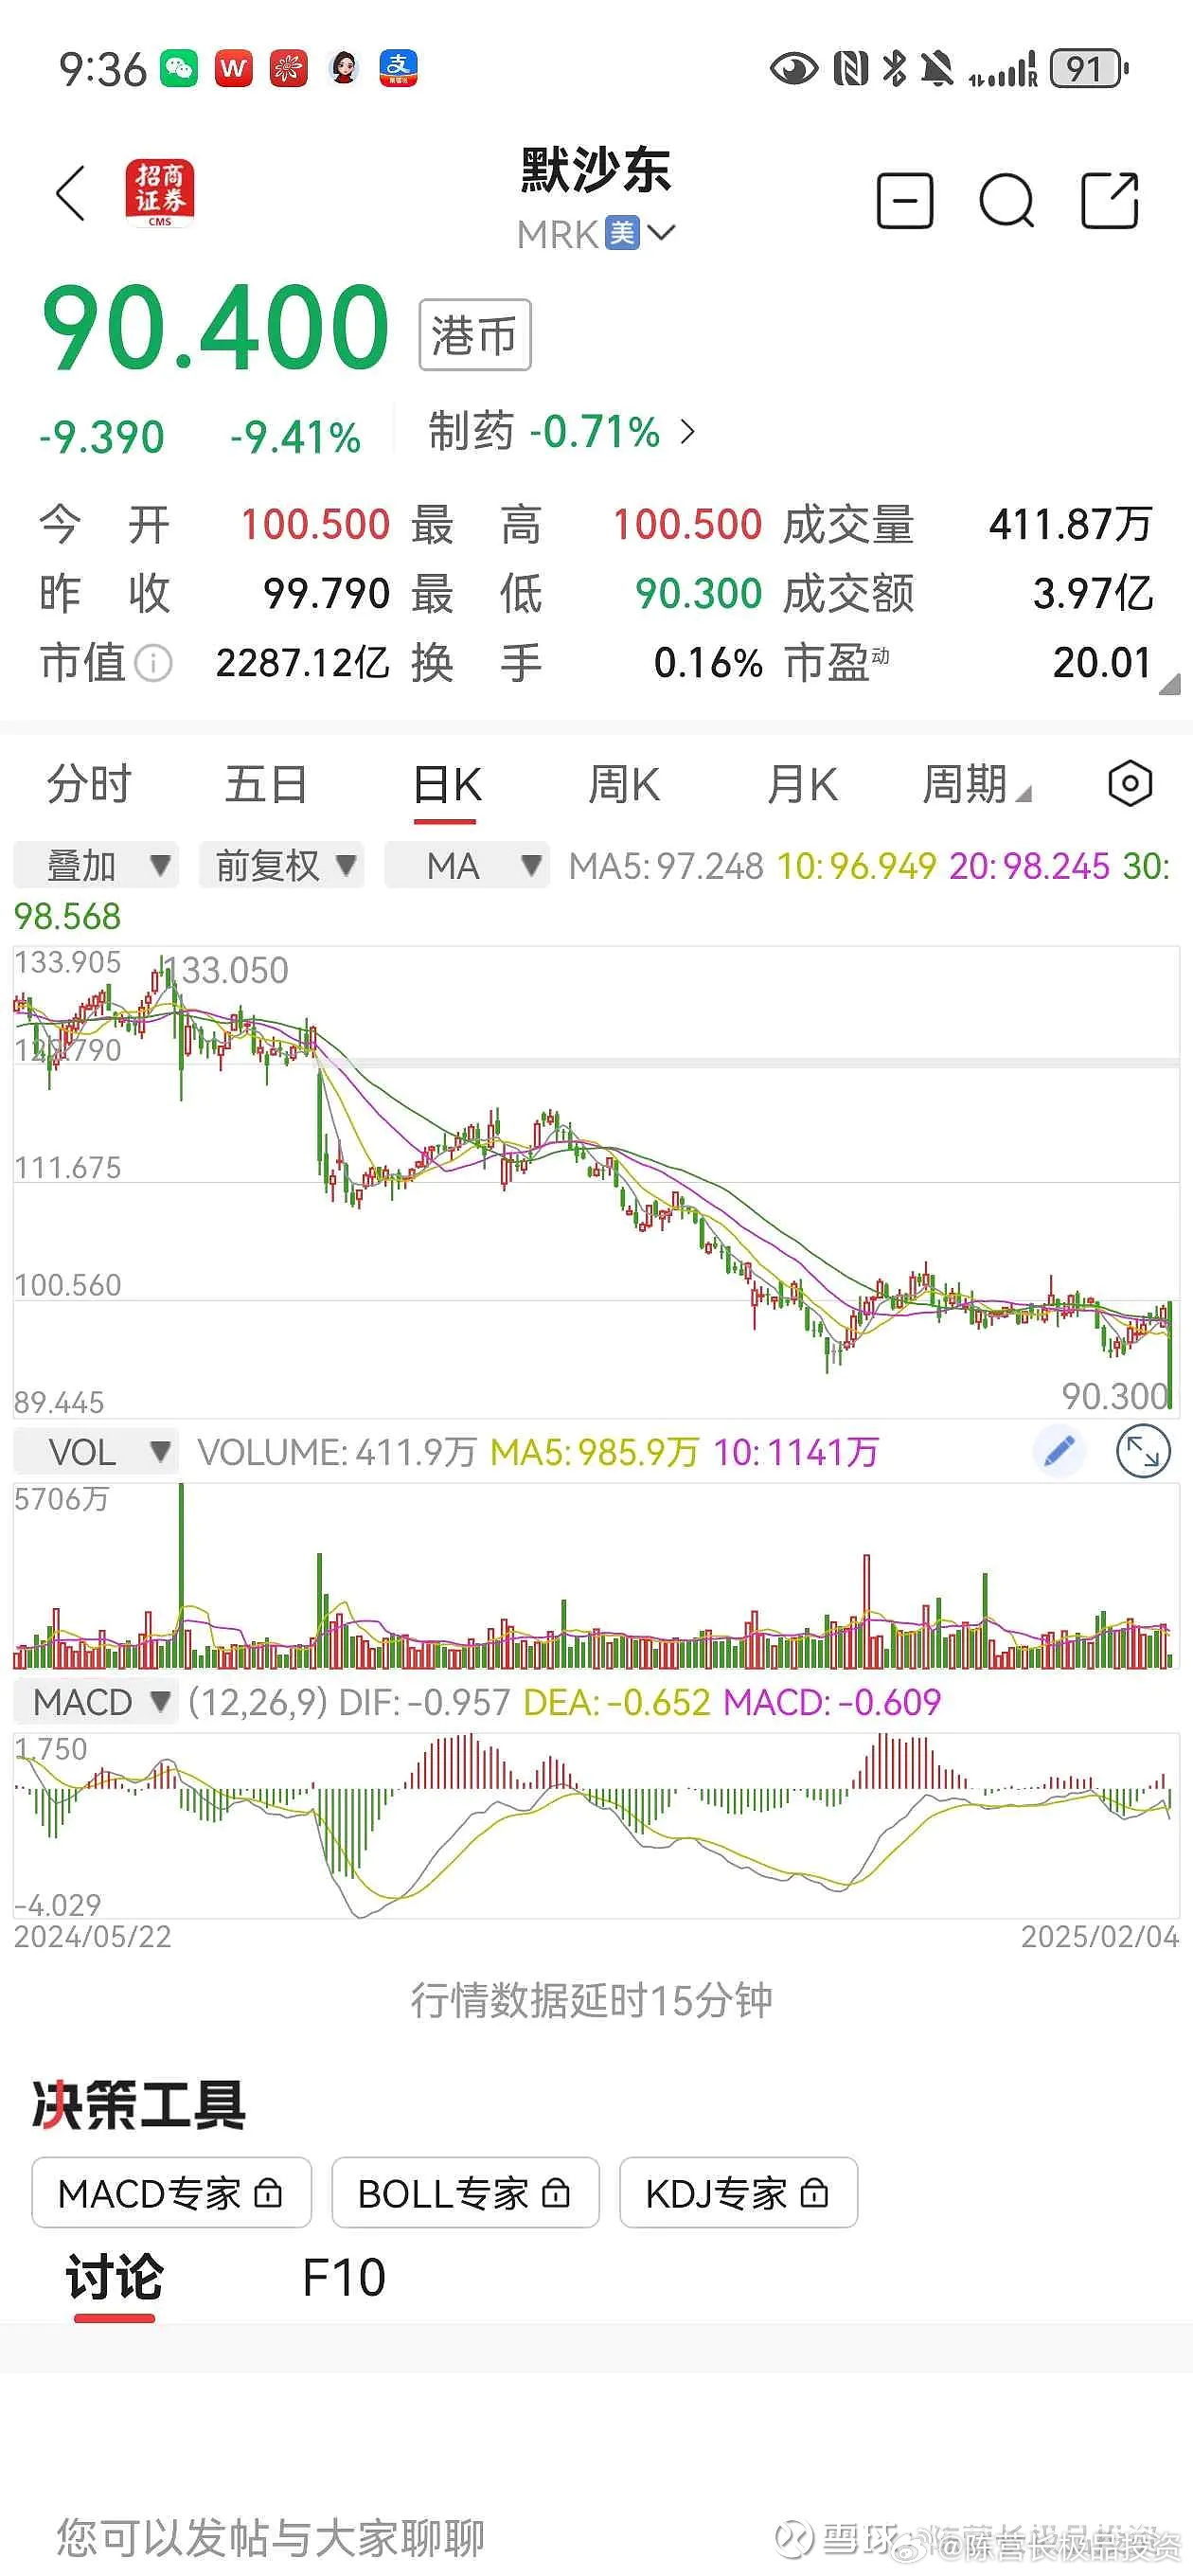 9:36 W 支 91
招商
证券
CMS
默沙东
MRK 美
90.400 港币
-9.390 -9.41% 制药 -0.71%
今开 100.500 最高 100.500 成交量 411.87万
昨收 99.790 最低 90.300 成交额 3.97亿
市值 2287.12亿 换手 0.16% 市盈动 20.01
分时 五日 日K 周K 月K 周期
叠加 前复权 MA MA5:97.248 10:96.949 20:98.245 30:
98.568
133.905 133.050
122.790
111.675
100.560
90.300
89.445
VOL VOLUME:411.9万 MA5:985.9万 10:1141万
5706万
MACD (12,26,9) DIF:-0.957 DEA:-0.652 MACD:-0.609
1.750
-4.029
2024/05/22 2025/02/04
行情数据延时15分钟
决策工具
MACD专家 BOLL专家 KDJ专家
讨论 F10
您可以发帖与大家聊聊
雪球
@陈营长极品投资